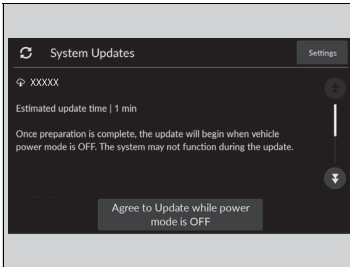 System Updates
Settings
XXXXX
Estimated update time | 1 min
Once preparation is complete, the update will begin when vehicle
power mode is OFF. The system may not function during the update.
Agree to Update while power
mode is OFF